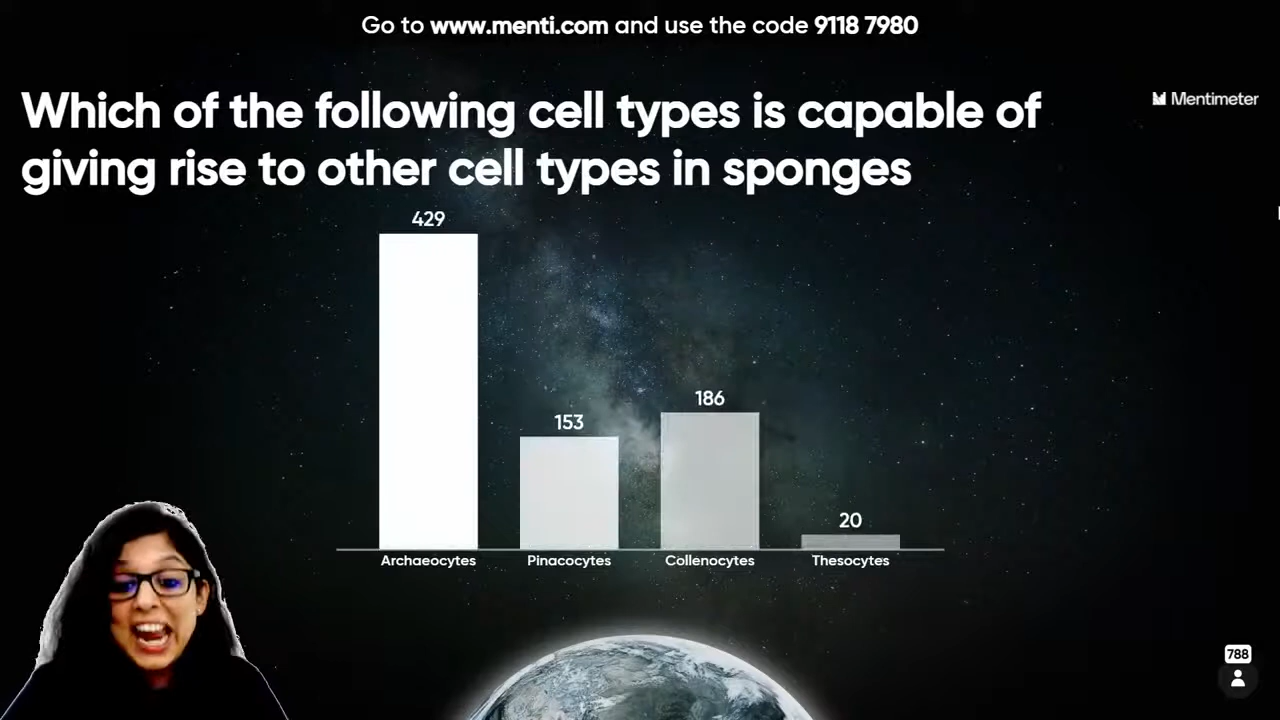 Go to www.menti.com and use the code 9118 7980
Which of the following cell types is capable of
giving rise to other cell types in sponges
Mentimeter
429
153
186
20
Archaeocytes
Pinacocytes
Collenocytes
Thesocytes
788